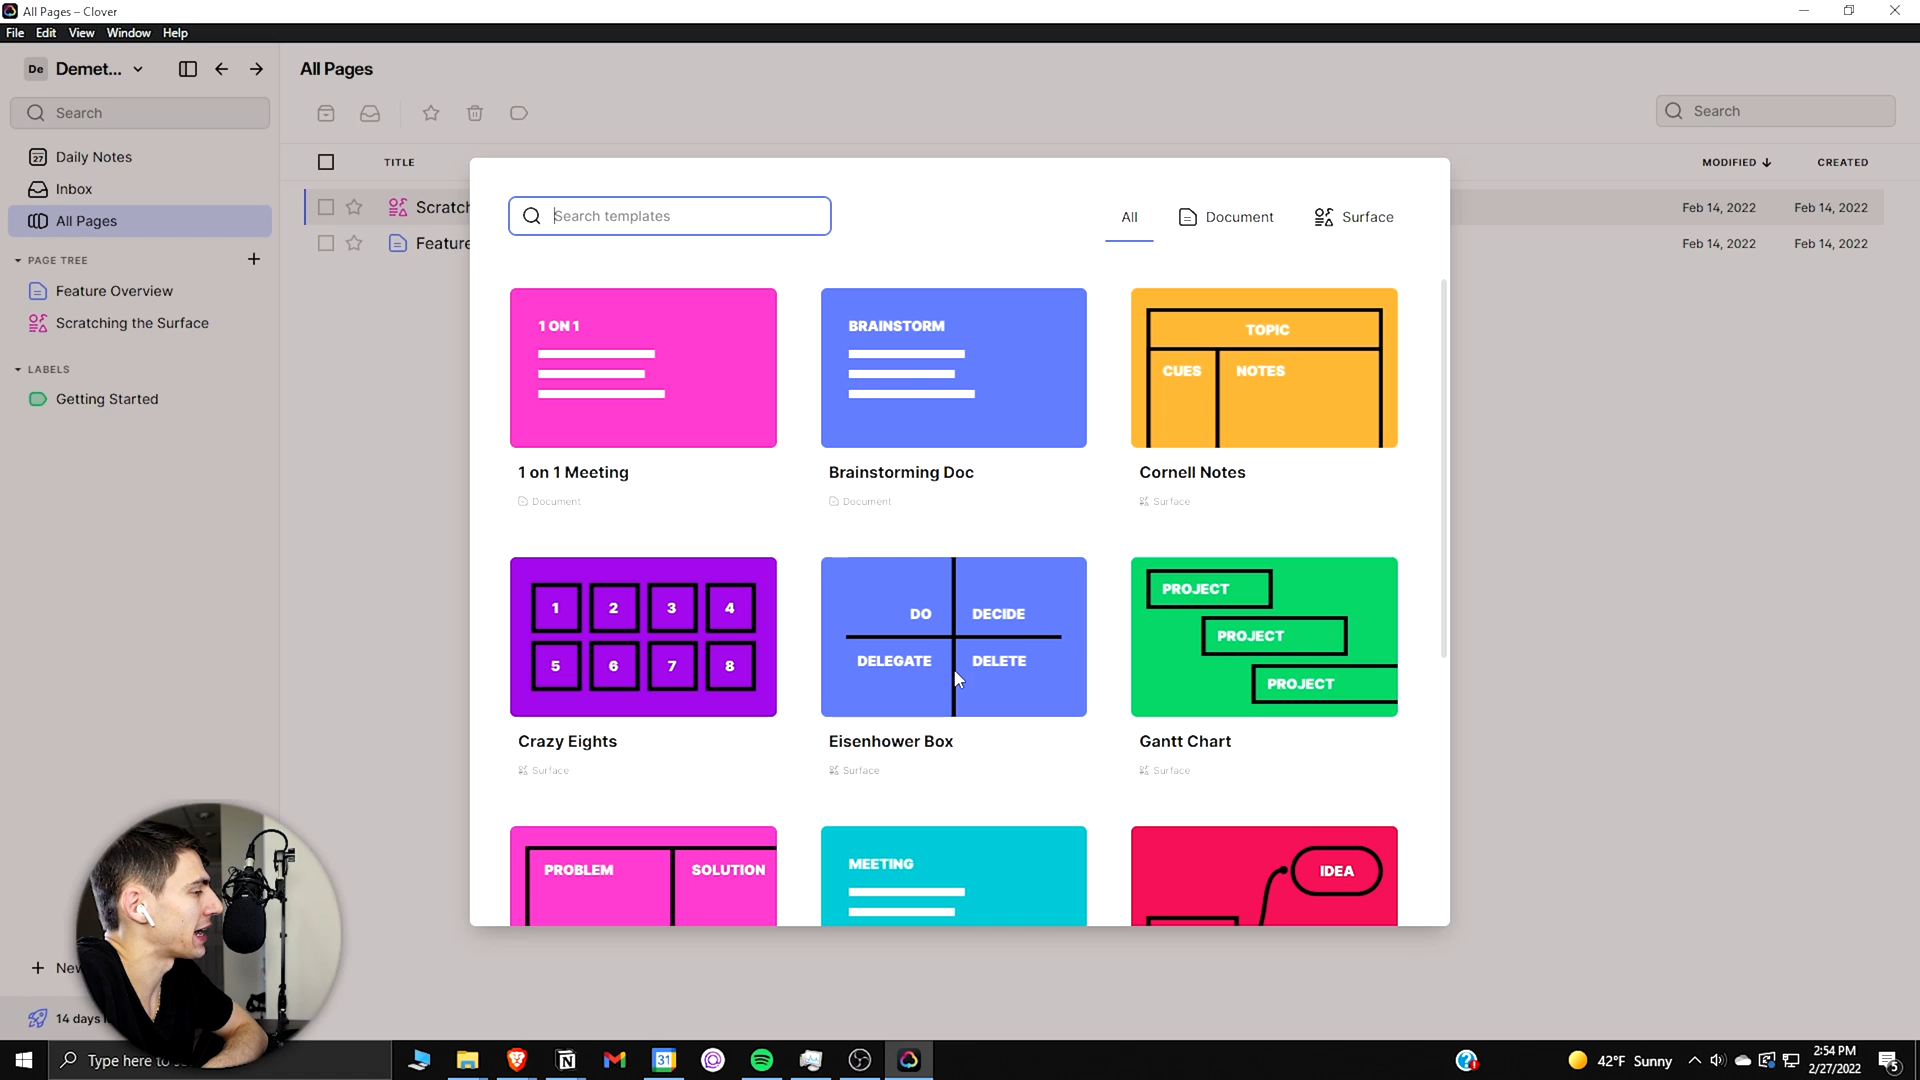 All Pages – Clover
File Edit View Window Help
De Demet...
All Pages
Search
Search
Daily Notes
Inbox
All Pages
PAGE TREE
Feature Overview
Scratching the Surface
LABELS
Getting Started
New
14 days
TITLE
MODIFIED
CREATED
Scratch
Feb 14, 2022
Feb 14, 2022
Feature
Feb 14, 2022
Feb 14, 2022
Search templates
All
Document
Surface
1 ON 1
1 on 1 Meeting
Document
BRAINSTORM
Brainstorming Doc
Document
TOPIC
CUES
NOTES
Cornell Notes
Surface
1 2 3 4
5 6 7 8
Crazy Eights
Surface
DO DECIDE
DELEGATE DELETE
Eisenhower Box
Surface
PROJECT
PROJECT
PROJECT
Gantt Chart
Surface
PROBLEM SOLUTION
MEETING
IDEA
Type here to
31
42°F Sunny
2:54 PM
2/27/2022
5